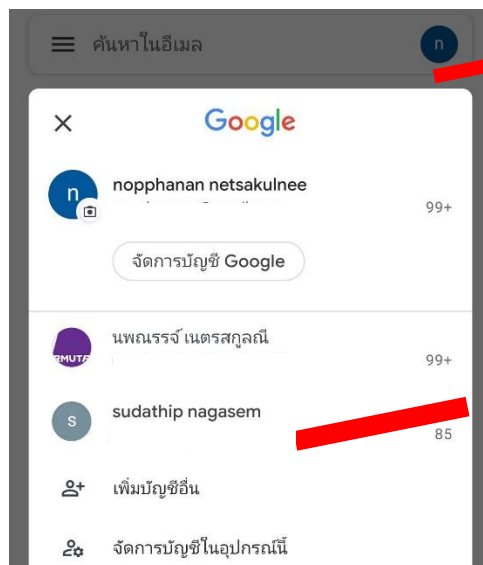 ค้นหาในอีเมล
n
Google
n
nopphanan netsakulnee
99+
จัดการบัญชี Google
นพณรรจ์ เนตรสกูลณี
99+
sudathip nagasem
S
85
เพิ่มบัญชีอื่น
จัดการบัญชีในอุปกรณ์นี้